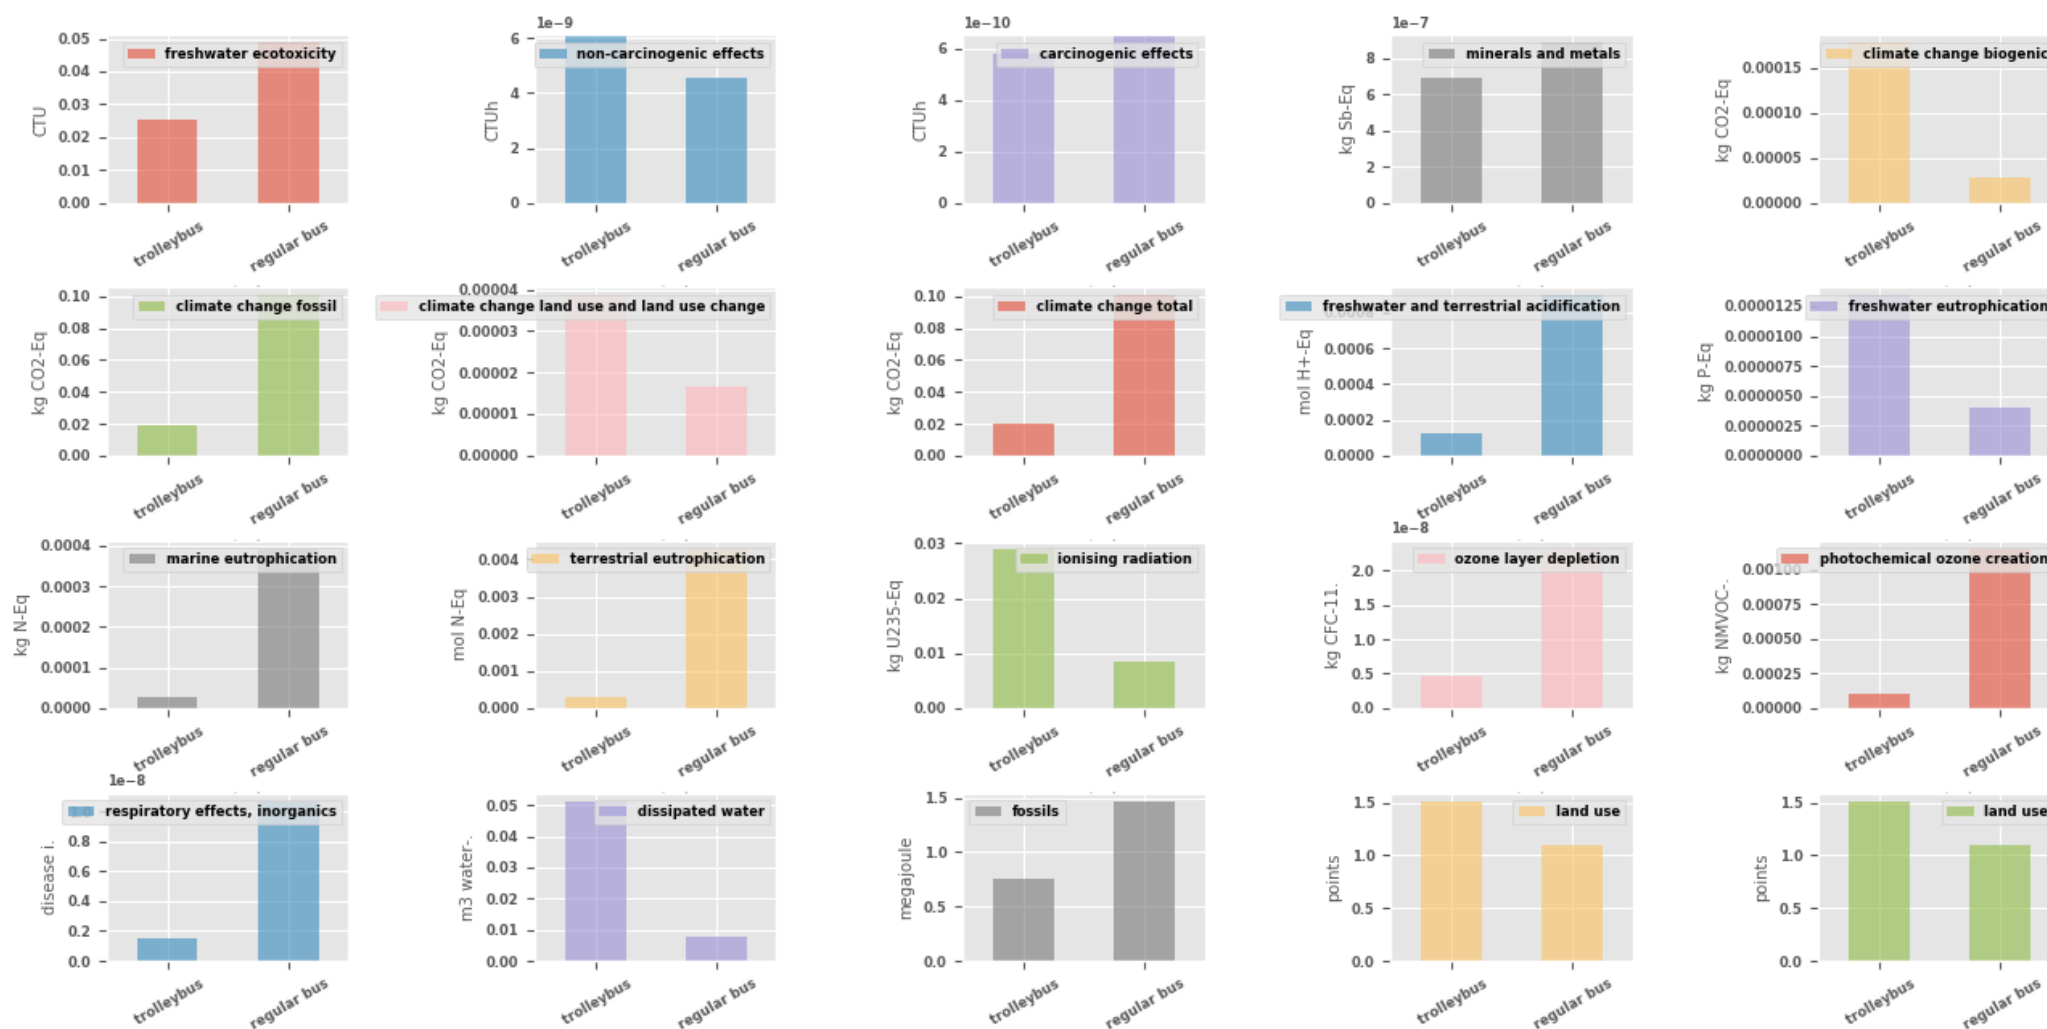 1e−9
1e−10
1e−7
freshwater ecotoxicity
non-carcinogenic effects
carcinogenic effects
minerals and metals
climate change biogenic
CTU
0.05
0.04
0.03
0.02
0.01
0.00
CTUh
6
4
2
0
CTUh
6
4
2
0
kg Sb-Eq
8
6
4
2
0
kg CO2-Eq
0.00015
0.00010
0.00005
0.00000
trolleybus
regular bus
trolleybus
regular bus
trolleybus
regular bus
trolleybus
regular bus
trolleybus
regular bus
climate change fossil
climate change land use and land use change
climate change total
freshwater and terrestrial acidification
freshwater eutrophication
kg CO2-Eq
0.10
0.08
0.06
0.04
0.02
0.00
kg CO2-Eq
0.00004
0.00003
0.00002
0.00001
0.00000
kg CO2-Eq
0.10
0.08
0.06
0.04
0.02
0.00
mol H+-Eq
0.0008
0.0006
0.0004
0.0002
0.0000
kg P-Eq
0.0000125
0.0000100
0.0000075
0.0000050
0.0000025
0.0000000
trolleybus
regular bus
trolleybus
regular bus
trolleybus
regular bus
trolleybus
regular bus
trolleybus
regular bus
1e−8
marine eutrophication
terrestrial eutrophication
ionising radiation
ozone layer depletion
photochemical ozone creation
kg N-Eq
0.0004
0.0003
0.0002
0.0001
0.0000
mol N-Eq
0.004
0.003
0.002
0.001
0.000
kg U235-Eq
0.03
0.02
0.01
0.00
kg CFC-11.
2.0
1.5
1.0
0.5
0.0
kg NMVOC-.
0.00100
0.00075
0.00050
0.00025
0.00000
trolleybus
regular bus
trolleybus
regular bus
trolleybus
regular bus
trolleybus
regular bus
trolleybus
regular bus
1e−8
respiratory effects, inorganics
dissipated water
fossils
land use
land use
disease i.
1.0
0.8
0.6
0.4
0.2
0.0
m3 water-.
0.05
0.04
0.03
0.02
0.01
0.00
megajoule
1.5
1.0
0.5
0.0
points
1.5
1.0
0.5
0.0
points
1.5
1.0
0.5
0.0
trolleybus
regular bus
trolleybus
regular bus
trolleybus
regular bus
trolleybus
regular bus
trolleybus
regular bus